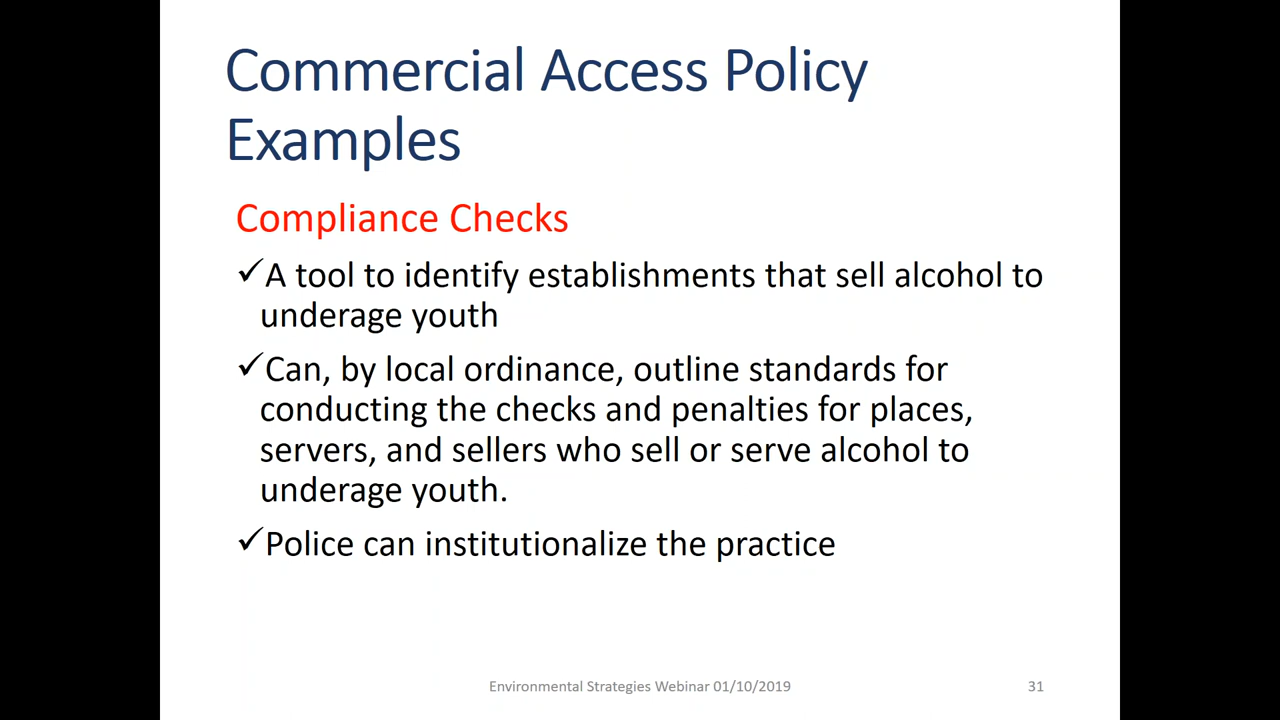 Commercial Access Policy
Examples
Compliance Checks
✓A tool to identify establishments that sell alcohol to
underage youth
✓Can, by local ordinance, outline standards for
conducting the checks and penalties for places,
servers, and sellers who sell or serve alcohol to
underage youth.
✓Police can institutionalize the practice
Environmental Strategies Webinar 01/10/2019
31